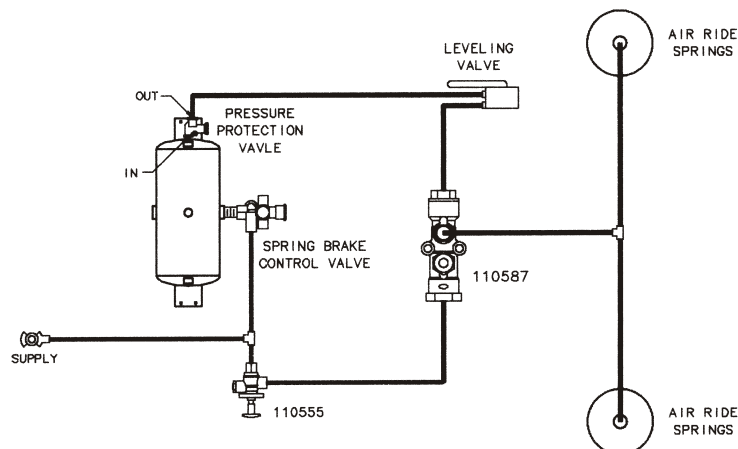 AIR RIDE
SPRINGS
LEVELING
VALVE
OUT
PRESSURE
PROTECTION
VAVLE
IN
SPRING BRAKE
CONTROL VALVE
110587
SUPPLY
110555
AIR RIDE
SPRINGS